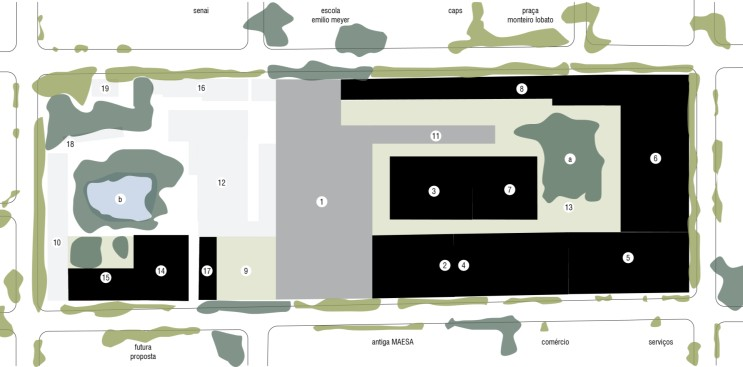 senai
escola
emilio meyer
caps
praça
monteiro lobato
19
16
8
18
11
a
12
3
7
6
b
1
13
10
9
14
17
2
4
5
15
futura
proposta
antiga MAESA
comércio
serviços